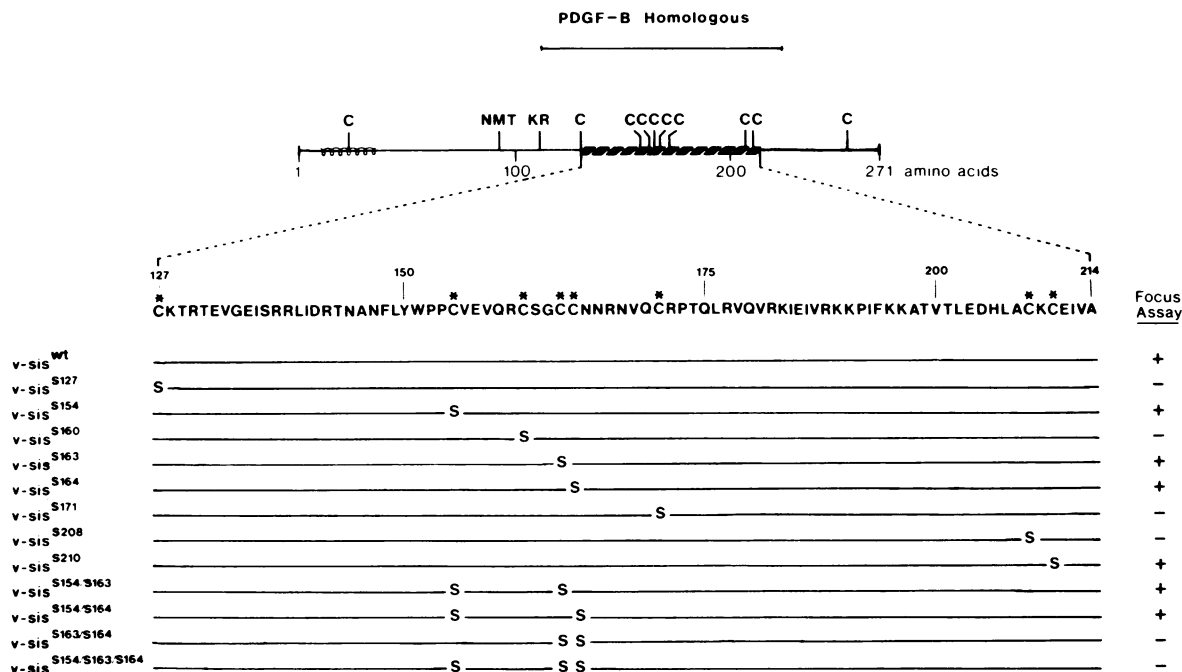 PDGF-B Homologous
C NMT KR C CCCCC CC C
1 100 200 271 amino acids
127 150 175 200 214
* * * * * * * *
CKTRTEVGEISRRLIDRTNANFLYWPPCVEVQRCSGCCNNRNVQCRPTQLRVQVRKIEIVRKKPIFKKATVTLEDHLACKCEIVA
Focus
Assay
v-sis wt +
v-sis S127 S -
v-sis S154 S +
v-sis S160 S -
v-sis S163 S +
v-sis S164 S +
v-sis S171 S -
v-sis S208 S -
v-sis S210 S +
v-sis S154/S163 S S +
v-sis S154/S164 S S +
v-sis S163/S164 S S -
v-sis S154/S163/S164 S S S -